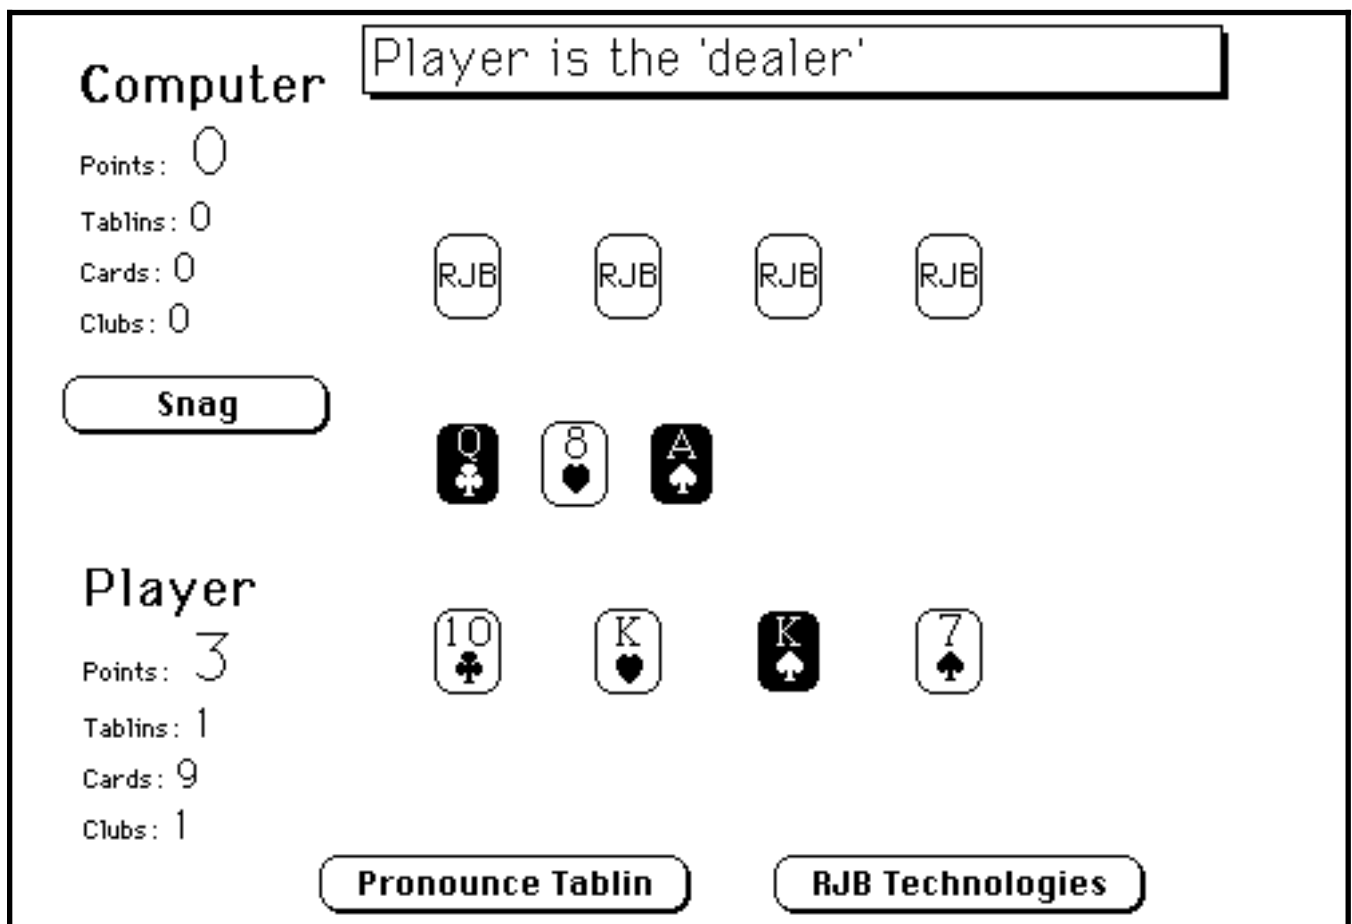 Player is the 'dealer'
Computer
Points: 0
Tablins: 0
Cards: 0
Clubs: 0
RJB RJB RJB RJB
Snag
Q 8 A
Player
Points: 3
Tablins: 1
Cards: 9
Clubs: 1
10 K K 7
Pronounce Tablin
RJB Technologies